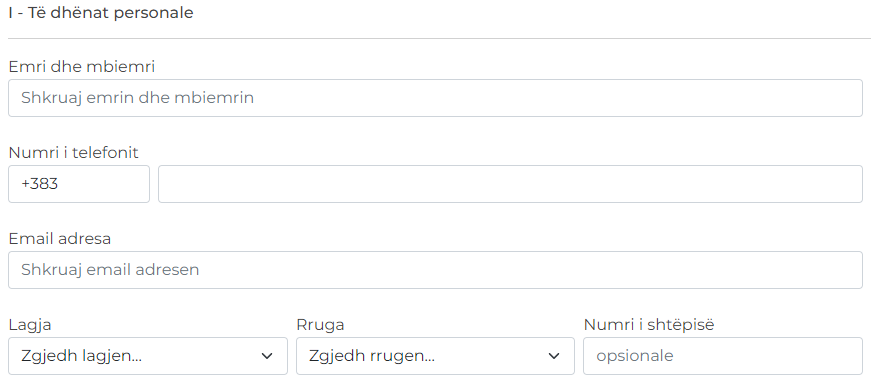 I - Të dhënat personale
Emri dhe mbiemri
Shkruaj emrin dhe mbiemrin
Numri i telefonit
+383
Email adresa
Shkruaj email adresen
Lagja Rruga Numri i shtëpisë
Zgjedh lagjen... Zgjedh rrugen... opsionale